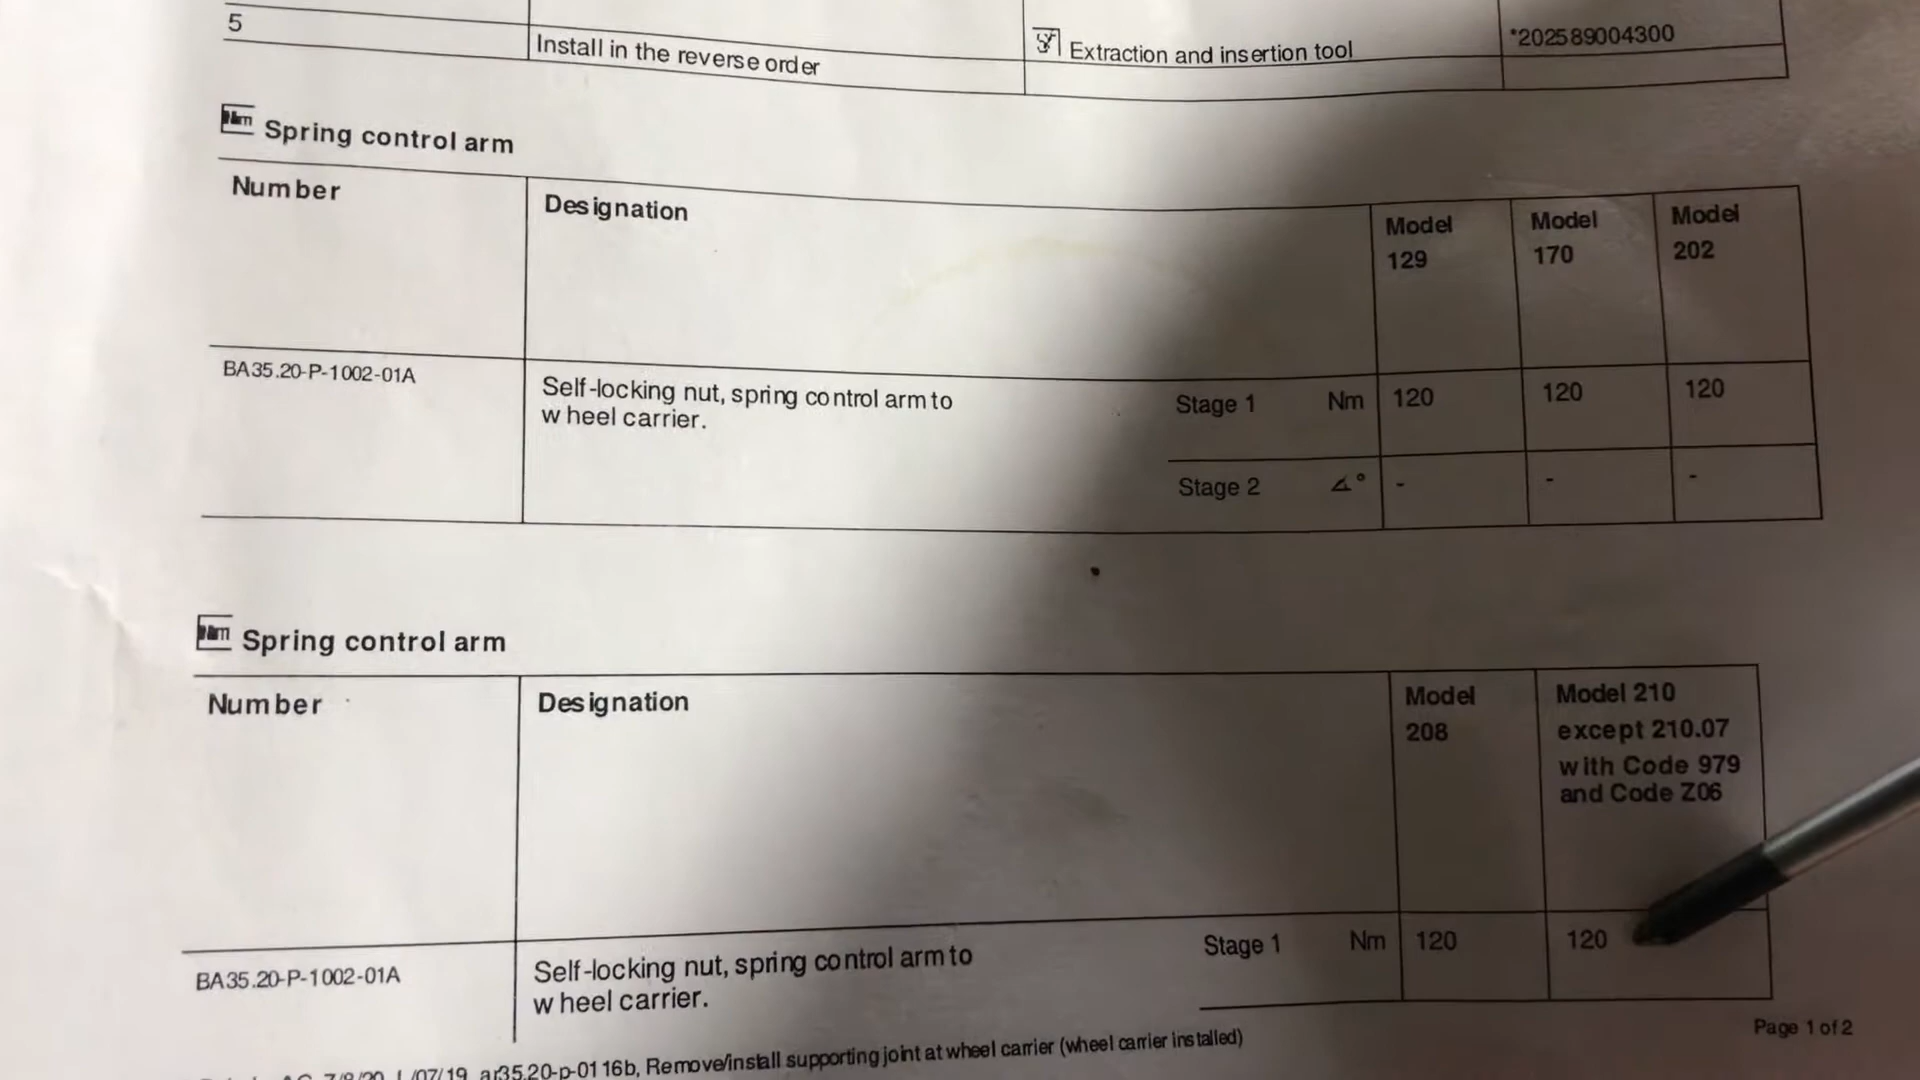 5
Install in the reverse order
Extraction and insertion tool
*202589004300
Nm Spring control arm
Number
Designation
Model 129
Model 170
Model 202
BA35.20-P-1002-01A
Self-locking nut, spring control arm to
wheel carrier.
Stage 1 Nm 120 120 120
Stage 2 ∡° - - -
Nm Spring control arm
Number
Designation
Model 208
Model 210
except 210.07
with Code 979
and Code Z06
BA35.20-P-1002-01A
Self-locking nut, spring control arm to
wheel carrier.
Stage 1 Nm 120 120
Page 1 of 2
ar35.20-p-0116b, Remove/install supporting joint at wheel carrier (wheel carrier installed)